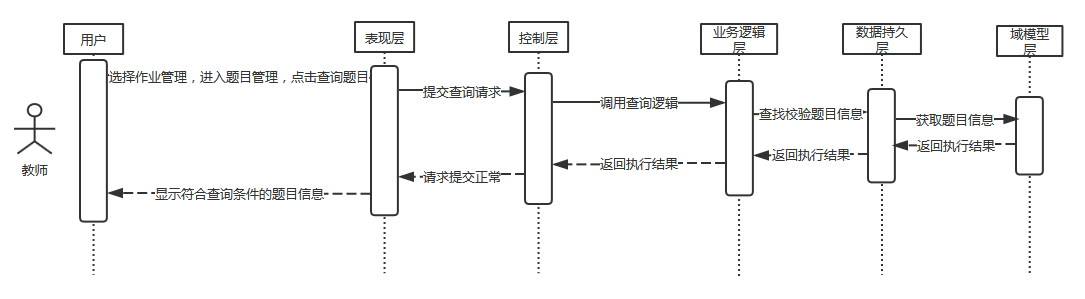 用户
表现层
控制层
业务逻辑
层
数据持久
层
域模型
层
选择作业管理，进入题目管理，点击查询题目
提交查询请求
调用查询逻辑
查找校验题目信息
获取题目信息
返回执行结果
返回执行结果
返回执行结果
请求提交正常
显示符合查询条件的题目信息
教师